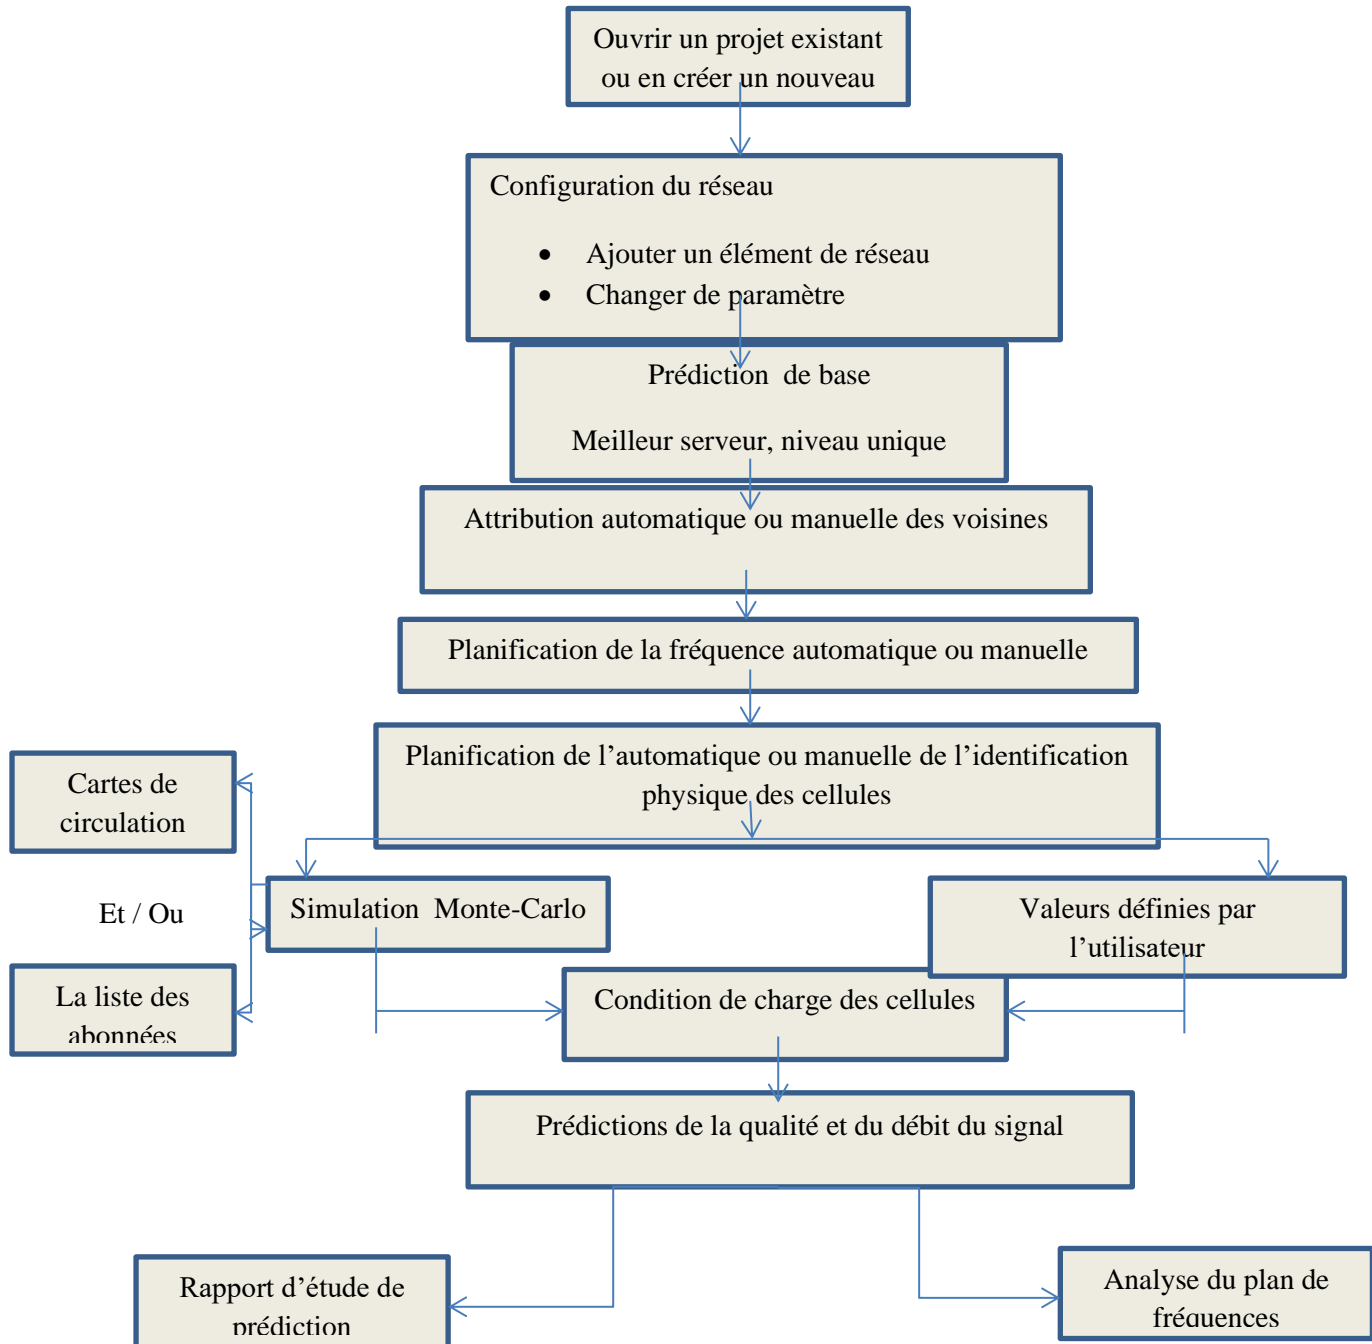 Ouvrir un projet existant
ou en créer un nouveau
Configuration du réseau
• Ajouter un élément de réseau
• Changer de paramètre
Prédiction de base
Meilleur serveur, niveau unique
Attribution automatique ou manuelle des voisines
Planification de la fréquence automatique ou manuelle
Planification de l’automatique ou manuelle de l’identification
physique des cellules
Cartes de
circulation
Et / Ou
La liste des
abonnées
Simulation Monte-Carlo
Valeurs définies par
l’utilisateur
Condition de charge des cellules
Prédictions de la qualité et du débit du signal
Rapport d’étude de
prédiction
Analyse du plan de
fréquences